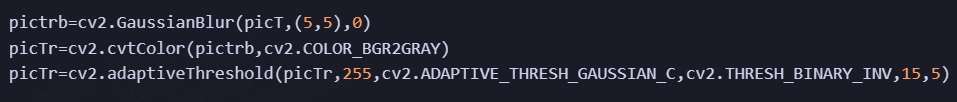 pictrb=cv2.GaussianBlur(picT,(5,5),0)
picTr=cv2.cvtColor(pictrb,cv2.COLOR_BGR2GRAY)
picTr=cv2.adaptiveThreshold(picTr,255,cv2.ADAPTIVE_THRESH_GAUSSIAN_C,cv2.THRESH_BINARY_INV,15,5)